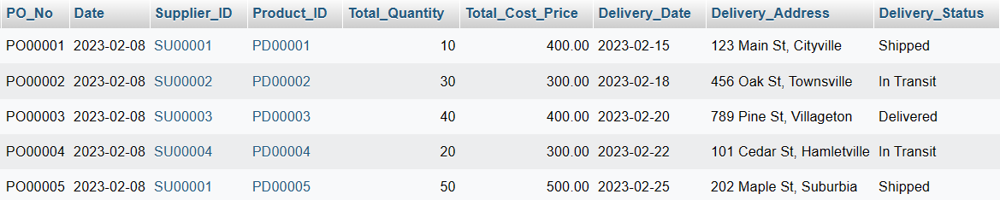 PO_No Date Supplier_ID Product_ID Total_Quantity Total_Cost_Price Delivery_Date Delivery_Address Delivery_Status
PO00001 2023-02-08 SU00001 PD00001 10 400.00 2023-02-15 123 Main St, Cityville Shipped
PO00002 2023-02-08 SU00002 PD00002 30 300.00 2023-02-18 456 Oak St, Townsville In Transit
PO00003 2023-02-08 SU00003 PD00003 40 400.00 2023-02-20 789 Pine St, Villageton Delivered
PO00004 2023-02-08 SU00004 PD00004 20 300.00 2023-02-22 101 Cedar St, Hamletville In Transit
PO00005 2023-02-08 SU00001 PD00005 50 500.00 2023-02-25 202 Maple St, Suburbia Shipped